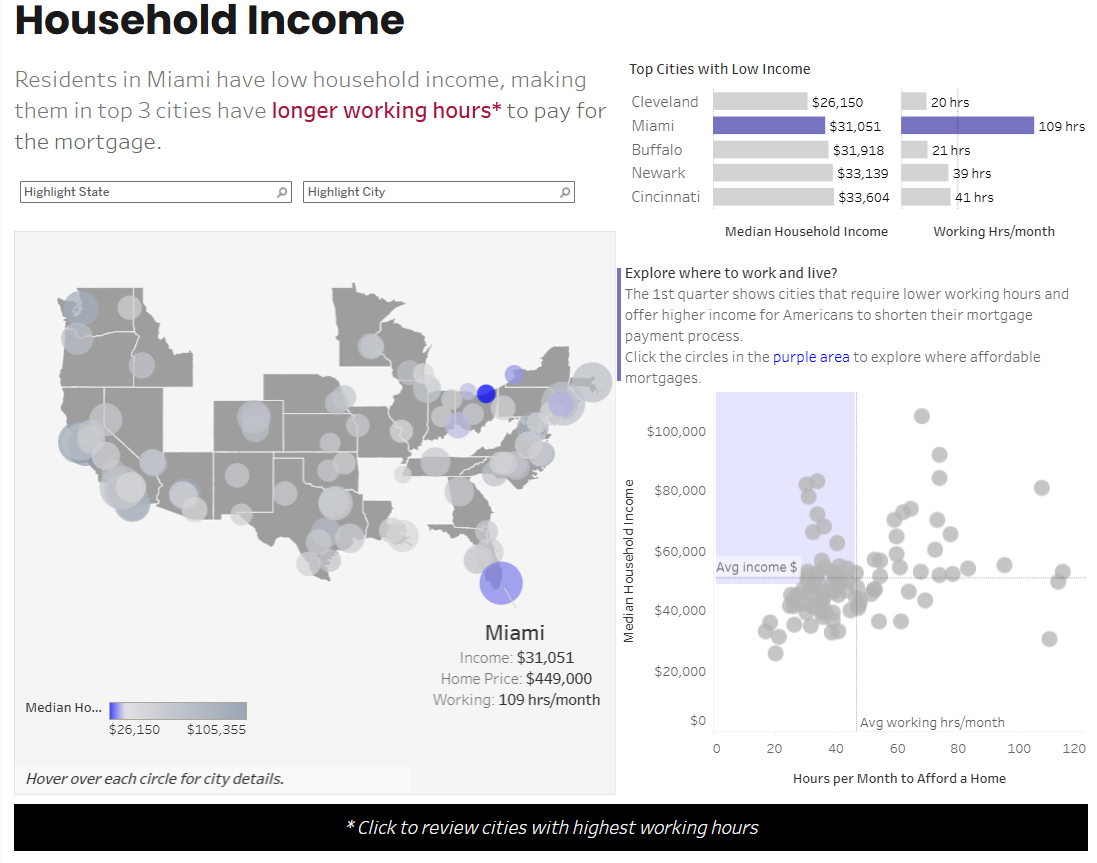 Household Income
Residents in Miami have low household income, making
them in top 3 cities have longer working hours* to pay for
the mortgage.
Highlight State
Highlight City
Top Cities with Low Income
Cleveland $26,150 20 hrs
Miami $31,051 109 hrs
Buffalo $31,918 21 hrs
Newark $33,139 39 hrs
Cincinnati $33,604 41 hrs
Median Household Income Working Hrs/month
Explore where to work and live?
The 1st quarter shows cities that require lower working hours and
offer higher income for Americans to shorten their mortgage
payment process.
Click the circles in the purple area to explore where affordable
mortgages.
Miami
Income: $31,051
Home Price: $449,000
Working: 109 hrs/month
Median Ho...
$26,150 $105,355
Hover over each circle for city details.
Median Household Income
$100,000
$80,000
$60,000
Avg income $
$40,000
$20,000
$0
Avg working hrs/month
0 20 40 60 80 100 120
Hours per Month to Afford a Home
* Click to review cities with highest working hours